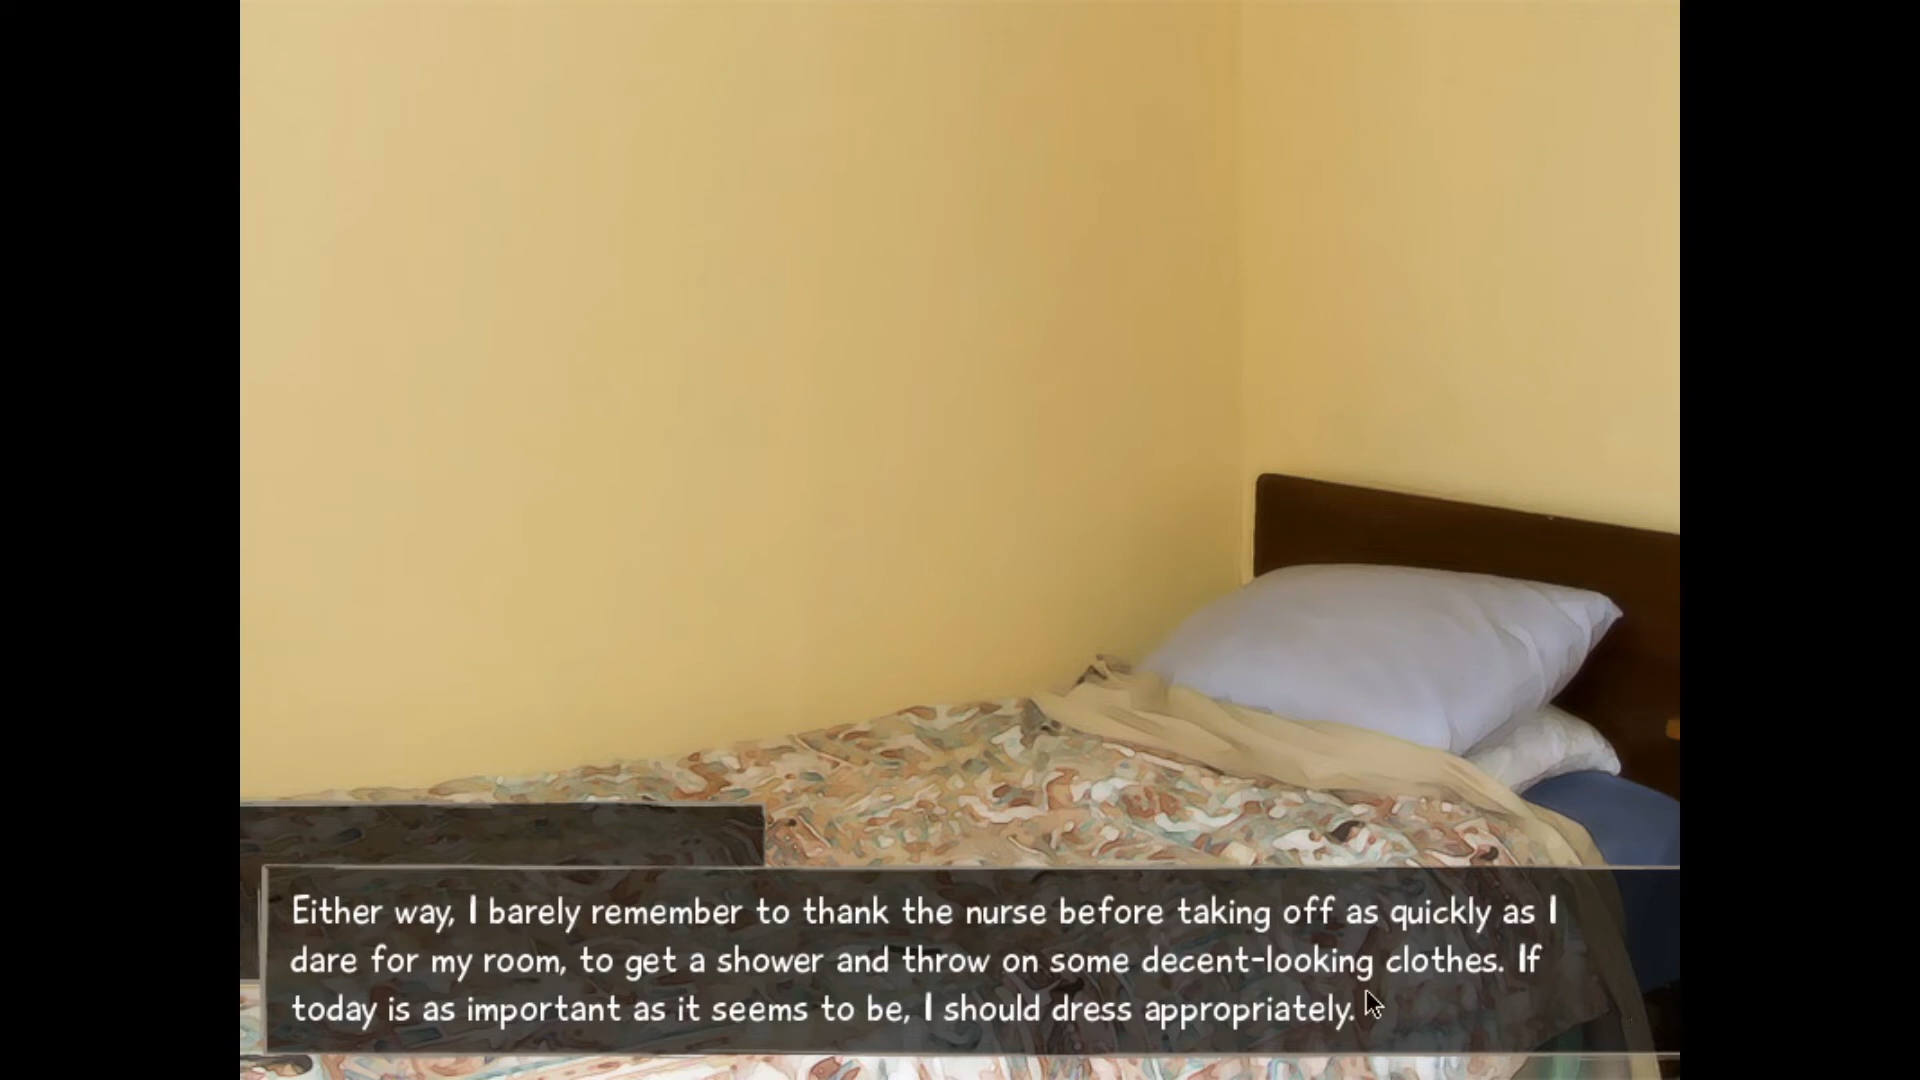 Either way, I barely remember to thank the nurse before taking off as quickly as I
dare for my room, to get a shower and throw on some decent-looking clothes. If
today is as important as it seems to be, I should dress appropriately.